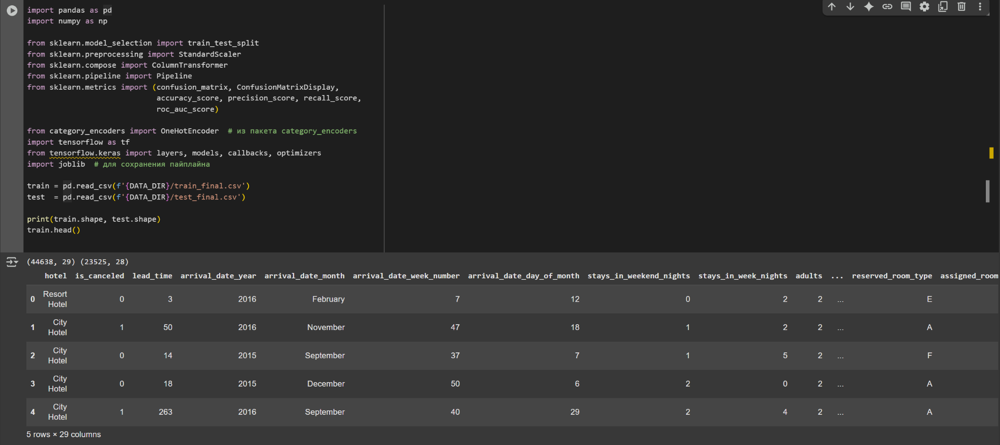 import pandas as pd
import numpy as np
from sklearn.model_selection import train_test_split
from sklearn.preprocessing import StandardScaler
from sklearn.compose import ColumnTransformer
from sklearn.pipeline import Pipeline
from sklearn.metrics import (confusion_matrix, ConfusionMatrixDisplay,
accuracy_score, precision_score, recall_score,
roc_auc_score)
from category_encoders import OneHotEncoder  # из пакета category_encoders
import tensorflow as tf
from tensorflow.keras import layers, models, callbacks, optimizers
import joblib  # для сохранения пайплайна
train = pd.read_csv(f'{DATA_DIR}/train_final.csv')
test  = pd.read_csv(f'{DATA_DIR}/test_final.csv')
print(train.shape, test.shape)
train.head()
(44638, 29) (23525, 28)
hotel is_canceled lead_time arrival_date_year arrival_date_month arrival_date_week_number arrival_date_day_of_month stays_in_weekend_nights stays_in_week_nights adults ... reserved_room_type assigned_room
0 Resort Hotel 0 3 2016 February 7 12 0 2 2 ... E
1 City Hotel 1 50 2016 November 47 18 1 2 2 ... A
2 City Hotel 0 14 2015 September 37 7 1 5 2 ... F
3 City Hotel 0 18 2015 December 50 6 2 0 2 ... A
4 City Hotel 1 263 2016 September 40 29 2 4 2 ... A
5 rows × 29 columns